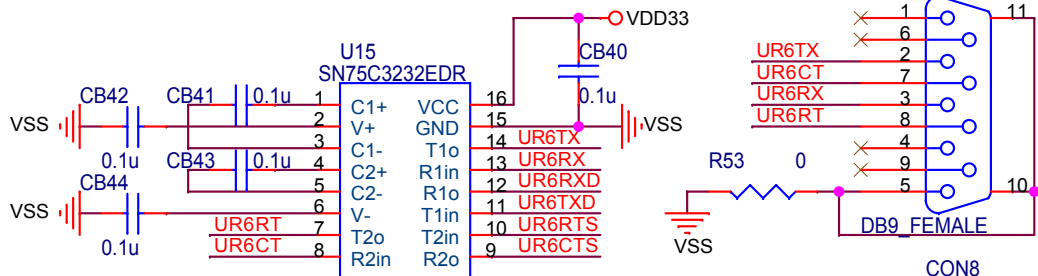 VDD33
1 11
U15
SN75C3232EDR
CB40
6
UR6TX 2
UR6CT 7
CB42 CB41 0.1u 1 C1+ VCC 16 0.1u
UR6RX 3
VSS 2 V+ GND 15 VSS
UR6RT 8
0.1u 3 C1- T1o 14 UR6TX
4
CB43 0.1u 4 C2+ R1in 13 UR6RX
R53 0 9
CB44 5 C2- R1o 12 UR6RXD
5 10
VSS 6 V- T1in 11 UR6TXD
0.1u UR6RT 7 T2o T2in 10 UR6RTS
DB9_FEMALE
UR6CT 8 R2in R2o 9 UR6CTS
VSS
CON8